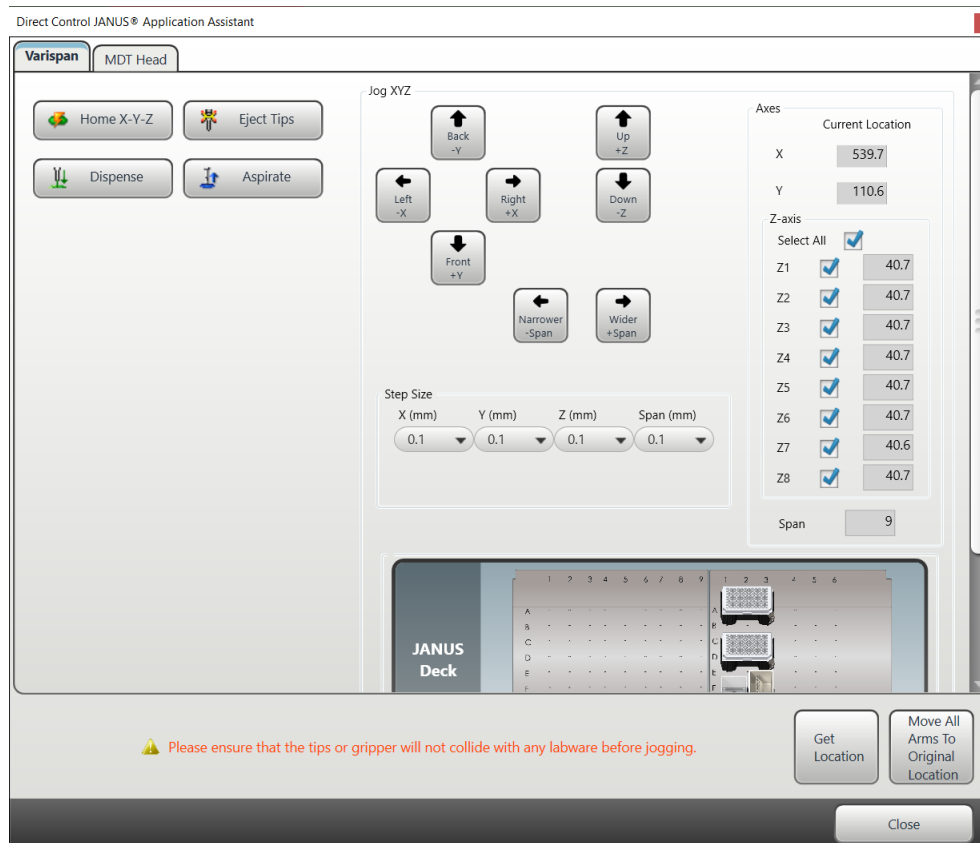 Direct Control JANUS® Application Assistant
Varispan
MDT Head
Home X-Y-Z
Eject Tips
Dispense
Aspirate
Jog XYZ
Back
-Y
Up
+Z
Left
-X
Right
+X
Down
-Z
Front
+Y
Narrower
-Span
Wider
+Span
Step Size
X (mm) Y (mm) Z (mm) Span (mm)
0.1 0.1 0.1 0.1
Axes
Current Location
X 539.7
Y 110.6
Z-axis
Select All
Z1 40.7
Z2 40.7
Z3 40.7
Z4 40.7
Z5 40.7
Z6 40.7
Z7 40.6
Z8 40.7
Span 9
JANUS
Deck
1 2 3 4 5 6 7 8 9 1 2 3 4 5 6
A A
B B
C C
D D
E E
F F
Please ensure that the tips or gripper will not collide with any labware before jogging.
Get
Location
Move All
Arms To
Original
Location
Close